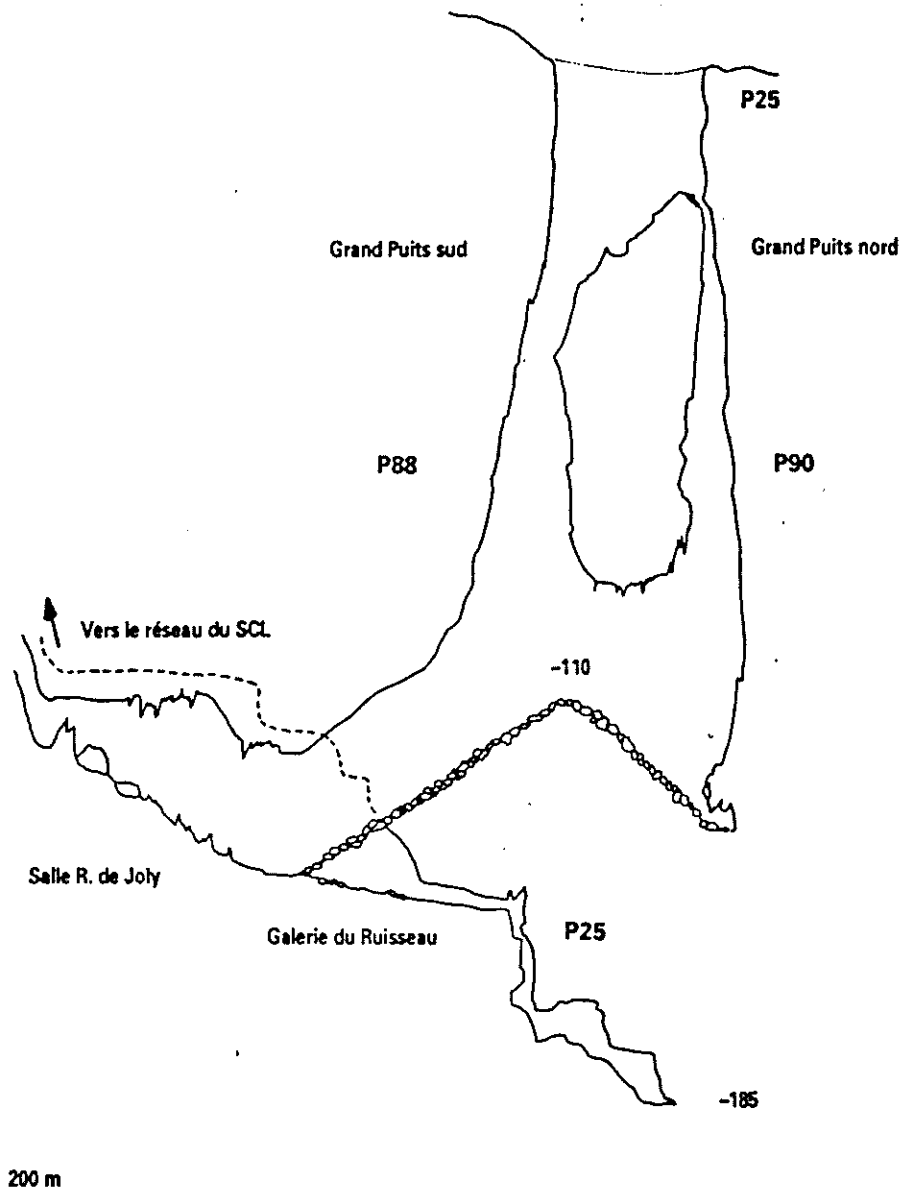 P25
Grand Puits sud
Grand Puits nord
P88
P90
Vers le réseau du SCL
-110
Salle R. de Joly
Galerie du Ruisseau
P25
-185
200 m